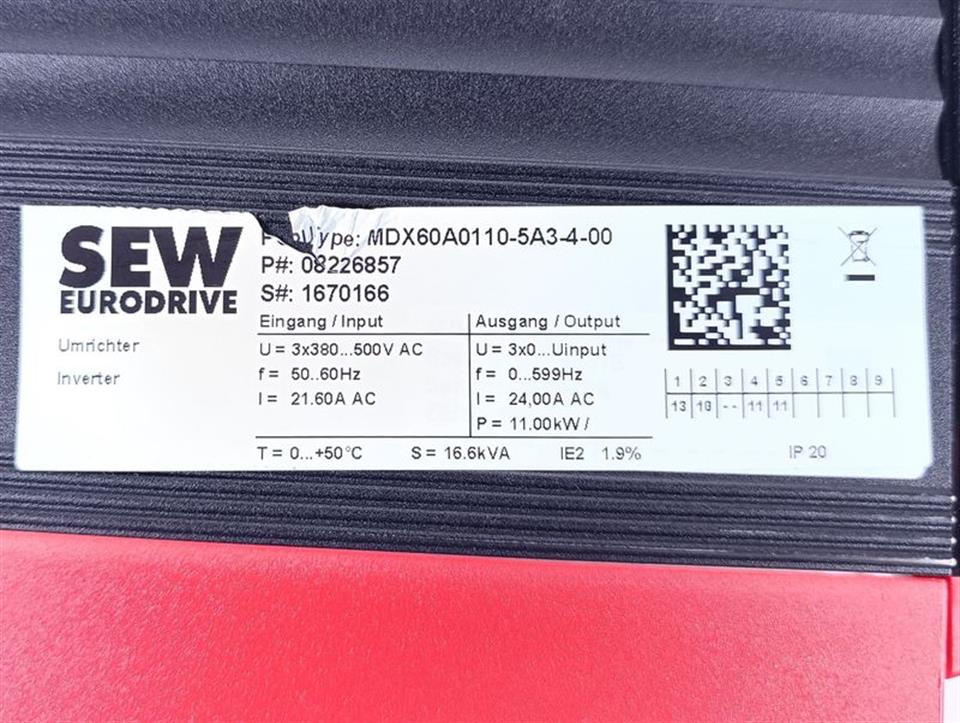 SEW
EURODRIVE
Umrichter
Inverter
Type: MDX60A0110-5A3-4-00
P#: 08226857
S#: 1670166
Eingang / Input
U = 3x380...500V AC
f = 50..60Hz
I = 21.60A AC
Ausgang / Output
U = 3x0...Uinput
f = 0...599Hz
I = 24,00A AC
P = 11.00kW /
T = 0...+50°C S = 16.6kVA IE2 1.9% IP 20
1 2 3 4 5 6 7 8 9
13 10 -- 11 11